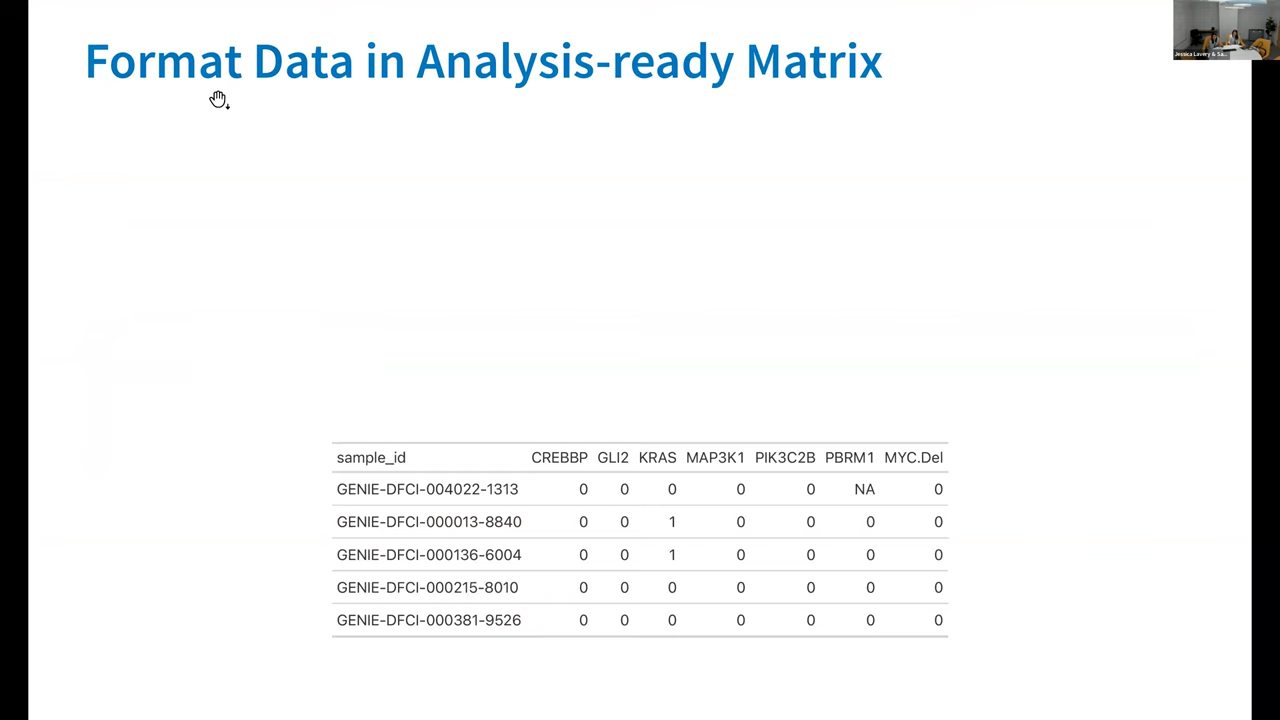 Format Data in Analysis-ready Matrix
Jessica Lavery & Sa...
sample_id CREBBP GLI2 KRAS MAP3K1 PIK3C2B PBRM1 MYC.Del
GENIE-DFCI-004022-1313 0 0 0 0 0 NA 0
GENIE-DFCI-000013-8840 0 0 1 0 0 0 0
GENIE-DFCI-000136-6004 0 0 1 0 0 0 0
GENIE-DFCI-000215-8010 0 0 0 0 0 0 0
GENIE-DFCI-000381-9526 0 0 0 0 0 0 0